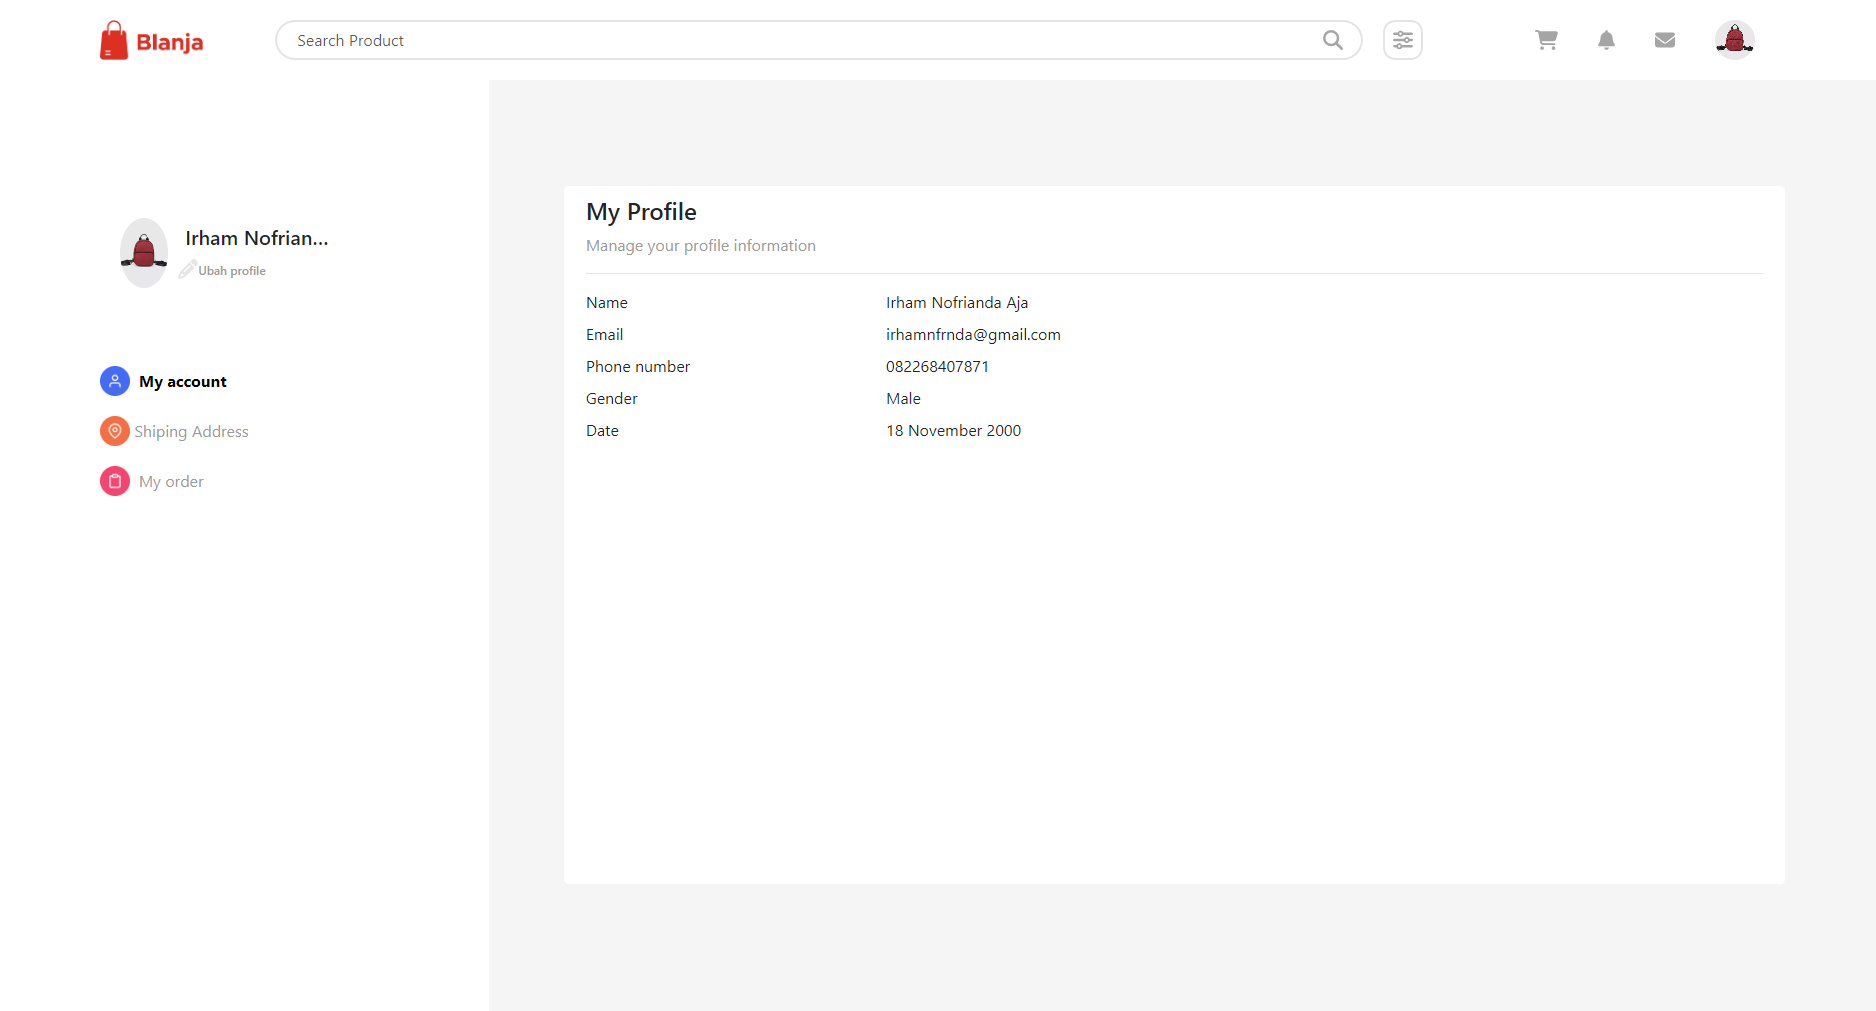 Blanja
Search Product
Irham Nofrian...
Ubah profile
My account
Shiping Address
My order
My Profile
Manage your profile information
Name Irham Nofrianda Aja
Email irhamnfrnda@gmail.com
Phone number 082268407871
Gender Male
Date 18 November 2000